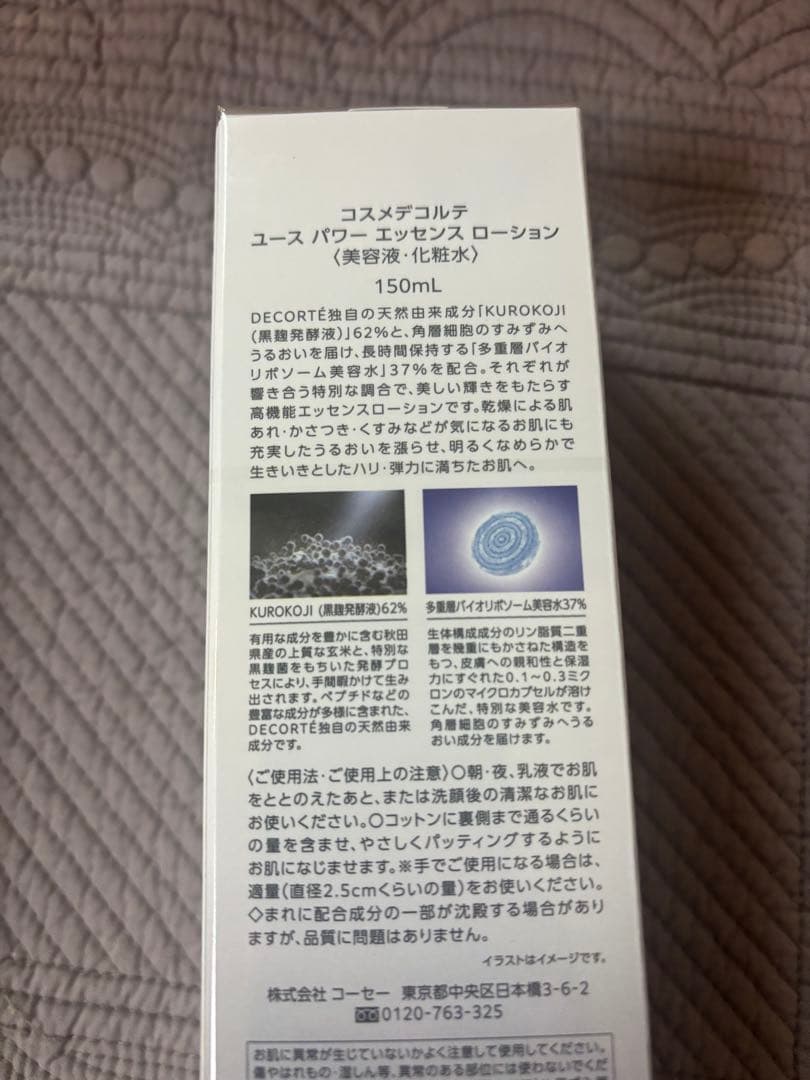 コスメデコルテ
ユース パワー エッセンス ローション
〈美容液・化粧水〉
150mL
DECORTÉ独自の天然由来成分「KUROKOJI
(黒麹発酵液)」62%と、角層細胞のすみずみへ
うるおいを届け、長時間保持する「多重層バイオ
リポソーム美容水」37%を配合。それぞれが
響き合う特別な調合で、美しい輝きをもたらす
高機能エッセンスローションです。乾燥による肌
あれ・かさつき・くすみなどが気になるお肌にも
充実したうるおいを漲らせ、明るくなめらかで
生きいきとしたハリ・弾力に満ちたお肌へ。
KUROKOJI (黒麹発酵液)62%
有用な成分を豊かに含む秋田
県産の上質な玄米と、特別な
黒麹菌をもちいた発酵プロ
セスにより、手間暇かけて生み
出されます。ペプチドなどの
豊富な成分が多様に含まれた、
DECORTÉ独自の天然由来
成分です。
多重層バイオリポソーム美容水37%
生体構成成分のリン脂質二重
層を幾重にもかさねた構造を
もつ、皮膚への親和性と保湿
力にすぐれた0.1～0.3ミク
ロンのマイクロカプセルが溶け
こんだ、特別な美容水です。
角層細胞のすみずみへうる
おい成分を届けます。
〈ご使用法・ご使用上の注意〉○朝・夜、乳液でお肌
をととのえたあと、または洗顔後の清潔なお肌に
お使いください。○コットンに裏側まで通るくらい
の量を含ませ、やさしくパッティングするように
お肌になじませます。※手でご使用になる場合は、
適量(直径2.5cmくらいの量)をお使いください。
◇まれに配合成分の一部が沈殿する場合があり
ますが、品質に問題はありません。
イラストはイメージです。
株式会社 コーセー 東京都中央区日本橋3-6-2
0120-763-325
お肌に異常が生じていないかよく注意して使用してください。
傷やはれもの・湿しん等、異常のある部位には使わないでくだ